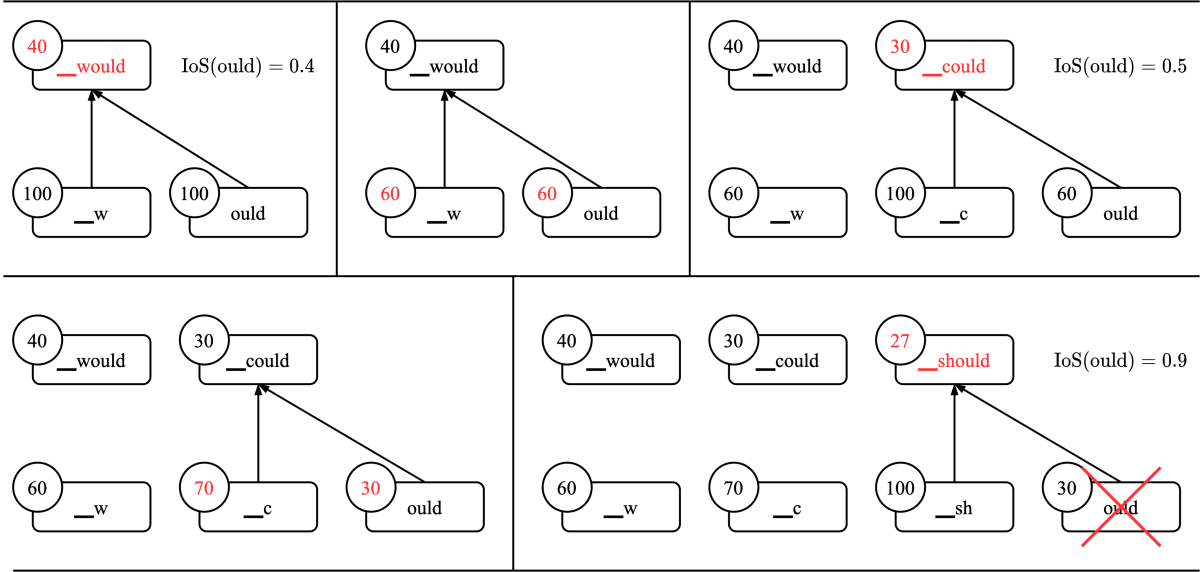 40
__would
IoS(ould) = 0.4
100
__w
100
ould
40
__would
60
__w
60
ould
40
__would
30
__could
IoS(ould) = 0.5
60
__w
100
__c
60
ould
40
__would
30
__could
60
__w
70
__c
30
ould
40
__would
30
__could
27
__should
IoS(ould) = 0.9
60
__w
70
__c
100
__sh
30
ould